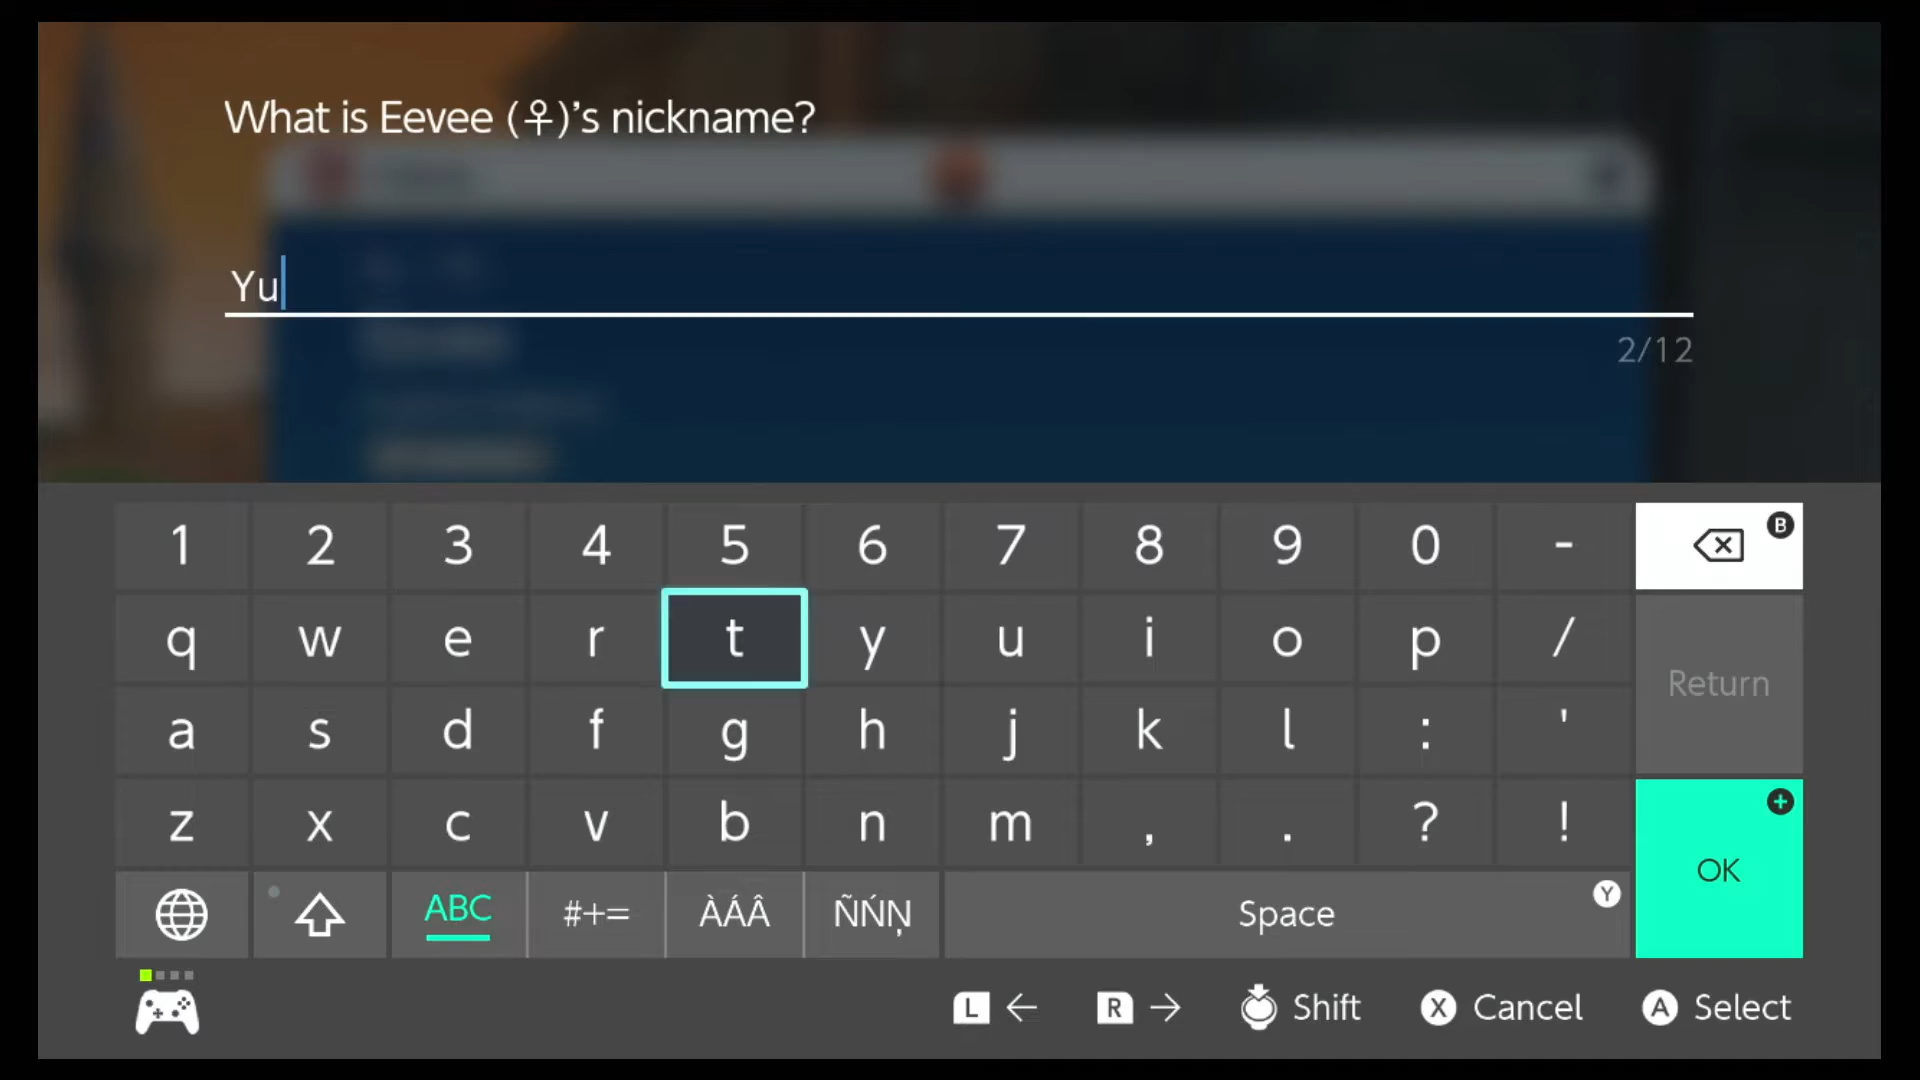 What is Eevee (♀)'s nickname?
Yu
2/12
1 2 3 4 5 6 7 8 9 0 -
B
q w e r t y u i o p /
Return
a s d f g h j k l : '
z x c v b n m , . ? !
+
OK
ABC #+= ÀÁÂ ÑŃŅ Space Y
L ← R → Shift X Cancel A Select